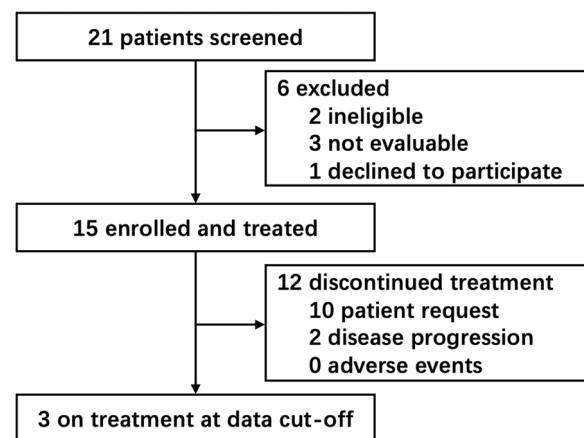 21 patients screened
6 excluded
2 ineligible
3 not evaluable
1 declined to participate
15 enrolled and treated
12 discontinued treatment
10 patient request
2 disease progression
0 adverse events
3 on treatment at data cut-off